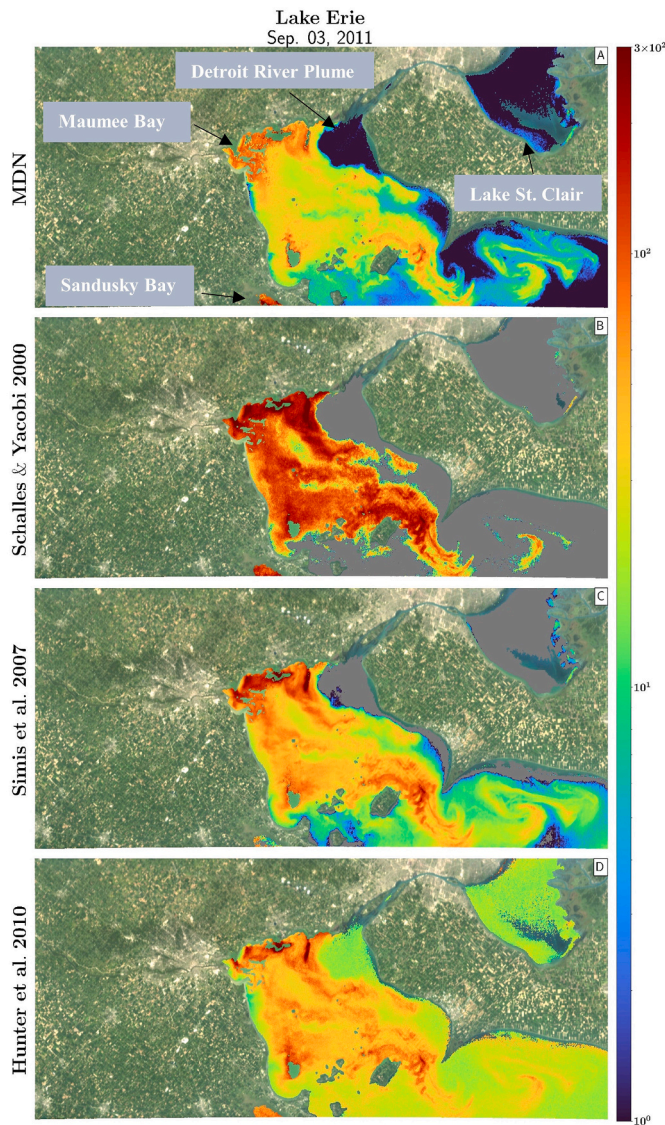 Lake Erie
Sep. 03, 2011
A
Detroit River Plume
Maumee Bay
Lake St. Clair
Sandusky Bay
MDN
B
Schalles & Yacobi 2000
C
Simis et al. 2007
D
Hunter et al. 2010
3×10²
10²
10¹
10⁰